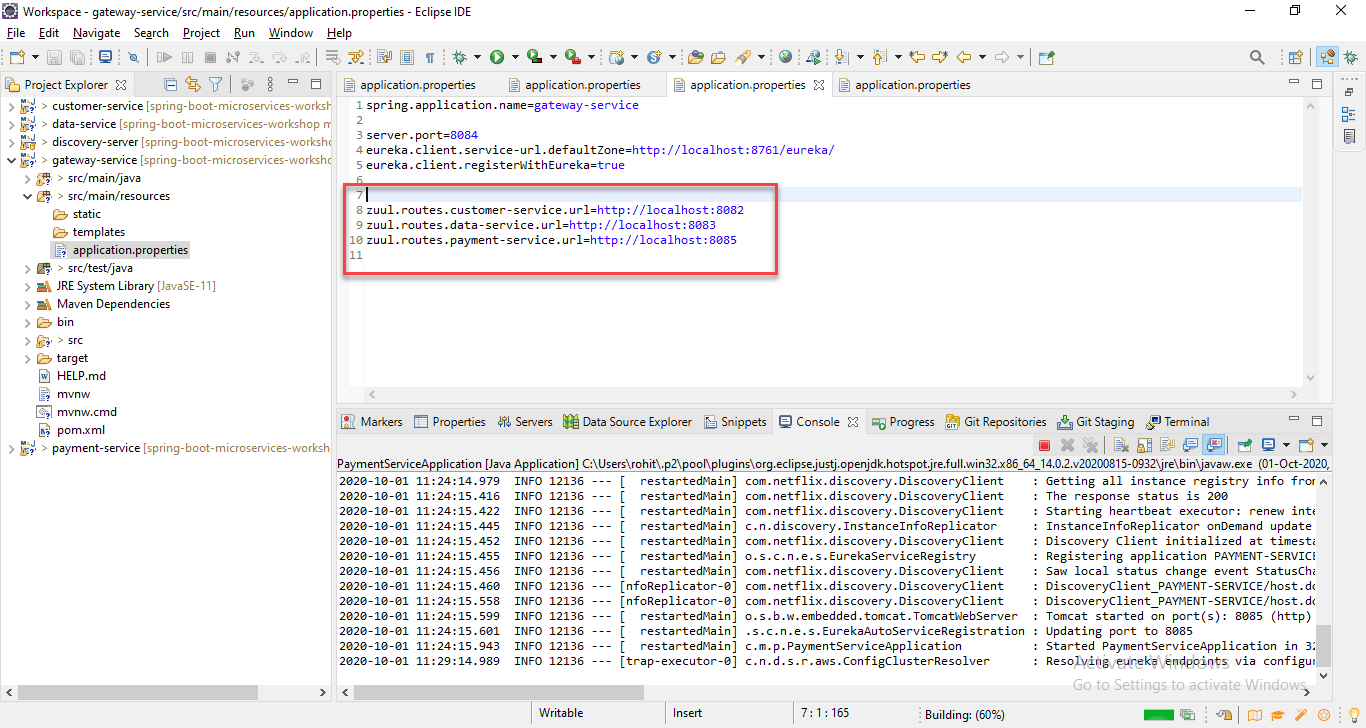 Workspace - gateway-service/src/main/resources/application.properties - Eclipse IDE
File Edit Navigate Search Project Run Window Help
Project Explorer
customer-service [spring-boot-microservices-worksh
data-service [spring-boot-microservices-workshop m
discovery-server [spring-boot-microservices-worksho
gateway-service [spring-boot-microservices-worksho
> src/main/java
> src/main/resources
static
templates
application.properties
> src/test/java
JRE System Library [JavaSE-11]
Maven Dependencies
bin
> src
target
HELP.md
mvnw
mvnw.cmd
pom.xml
payment-service [spring-boot-microservices-worksh
application.properties application.properties application.properties application.properties
1 spring.application.name=gateway-service
2
3 server.port=8084
4 eureka.client.service-url.defaultZone=http://localhost:8761/eureka/
5 eureka.client.registerWithEureka=true
6
7
8 zuul.routes.customer-service.url=http://localhost:8082
9 zuul.routes.data-service.url=http://localhost:8083
10 zuul.routes.payment-service.url=http://localhost:8085
11
Markers Properties Servers Data Source Explorer Snippets Console Progress Git Repositories Git Staging Terminal
PaymentServiceApplication [Java Application] C:\Users\rohit\.p2\pool\plugins\org.eclipse.justj.openjdk.hotspot.jre.full.win32.x86_64_14.0.2.v20200815-0932\jre\bin\javaw.exe (01-Oct-2020,
2020-10-01 11:24:14.979 INFO 12136 --- [ restartedMain] com.netflix.discovery.DiscoveryClient : Getting all instance registry info from
2020-10-01 11:24:15.416 INFO 12136 --- [ restartedMain] com.netflix.discovery.DiscoveryClient : The response status is 200
2020-10-01 11:24:15.422 INFO 12136 --- [ restartedMain] com.netflix.discovery.DiscoveryClient : Starting heartbeat executor: renew inte
2020-10-01 11:24:15.445 INFO 12136 --- [ restartedMain] c.n.discovery.InstanceInfoReplicator : InstanceInfoReplicator onDemand update
2020-10-01 11:24:15.452 INFO 12136 --- [ restartedMain] com.netflix.discovery.DiscoveryClient : Discovery Client initialized at timesta
2020-10-01 11:24:15.455 INFO 12136 --- [ restartedMain] o.s.c.n.e.s.EurekaServiceRegistry : Registering application PAYMENT-SERVICE
2020-10-01 11:24:15.456 INFO 12136 --- [ restartedMain] com.netflix.discovery.DiscoveryClient : Saw local status change event StatusCha
2020-10-01 11:24:15.460 INFO 12136 --- [nfoReplicator-0] com.netflix.discovery.DiscoveryClient : DiscoveryClient_PAYMENT-SERVICE/host.do
2020-10-01 11:24:15.558 INFO 12136 --- [nfoReplicator-0] com.netflix.discovery.DiscoveryClient : DiscoveryClient_PAYMENT-SERVICE/host.do
2020-10-01 11:24:15.599 INFO 12136 --- [ restartedMain] o.s.b.w.embedded.tomcat.TomcatWebServer : Tomcat started on port(s): 8085 (http)
2020-10-01 11:24:15.601 INFO 12136 --- [ restartedMain] .s.c.n.e.s.EurekaAutoServiceRegistration : Updating port to 8085
2020-10-01 11:24:15.943 INFO 12136 --- [ restartedMain] c.m.p.PaymentServiceApplication : Started PaymentServiceApplication in 32
2020-10-01 11:29:14.989 INFO 12136 --- [trap-executor-0] c.n.d.s.r.aws.ConfigClusterResolver : Resolving eureka endpoints via configur
Activate Windows
Go to Settings to activate Windows.
Writable Insert 7 : 1 : 165 Building: (60%)